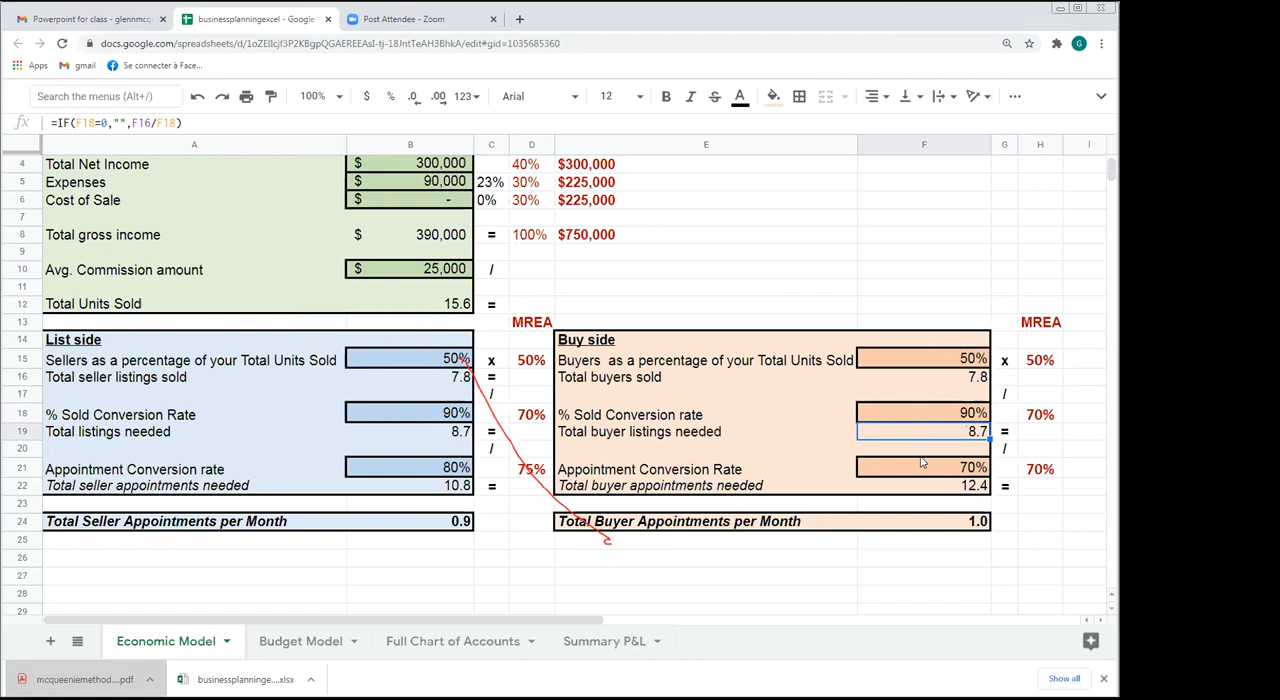 Powerpoint for class - glennmcq
businessplanningexcel - Google
Post Attendee - Zoom
docs.google.com/spreadsheets/d/1oZEllcjf3P2KBgpQGAEREEAsI-tj-18JntTeAH3BhkA/edit#gid=1035685360
G
Apps gmail Se connecter à Face...
Search the menus (Alt+/) 100% $ % .0 .00 123 Arial 12 B I S A
fx =IF(F18=0,"",F16/F18)
A B C D E F G H I
4 Total Net Income $ 300,000 40% $300,000
5 Expenses $ 90,000 23% 30% $225,000
6 Cost of Sale $ - 0% 30% $225,000
7
8 Total gross income $ 390,000 = 100% $750,000
9
10 Avg. Commission amount $ 25,000 /
11
12 Total Units Sold 15.6 =
13 MREA MREA
14 List side Buy side
15 Sellers as a percentage of your Total Units Sold 50% x 50% Buyers as a percentage of your Total Units Sold 50% x 50%
16 Total seller listings sold 7.8 = Total buyers sold 7.8
17 / /
18 % Sold Conversion Rate 90% 70% % Sold Conversion rate 90% 70%
19 Total listings needed 8.7 = Total buyer listings needed 8.7 =
20 / /
21 Appointment Conversion rate 80% 75% Appointment Conversion Rate 70% 70%
22 Total seller appointments needed 10.8 = Total buyer appointments needed 12.4 =
23
24 Total Seller Appointments per Month 0.9 Total Buyer Appointments per Month 1.0
25
26
27
28
29
Economic Model Budget Model Full Chart of Accounts Summary P&L
mcqueeniemethod....pdf businessplanninge....xlsx Show all